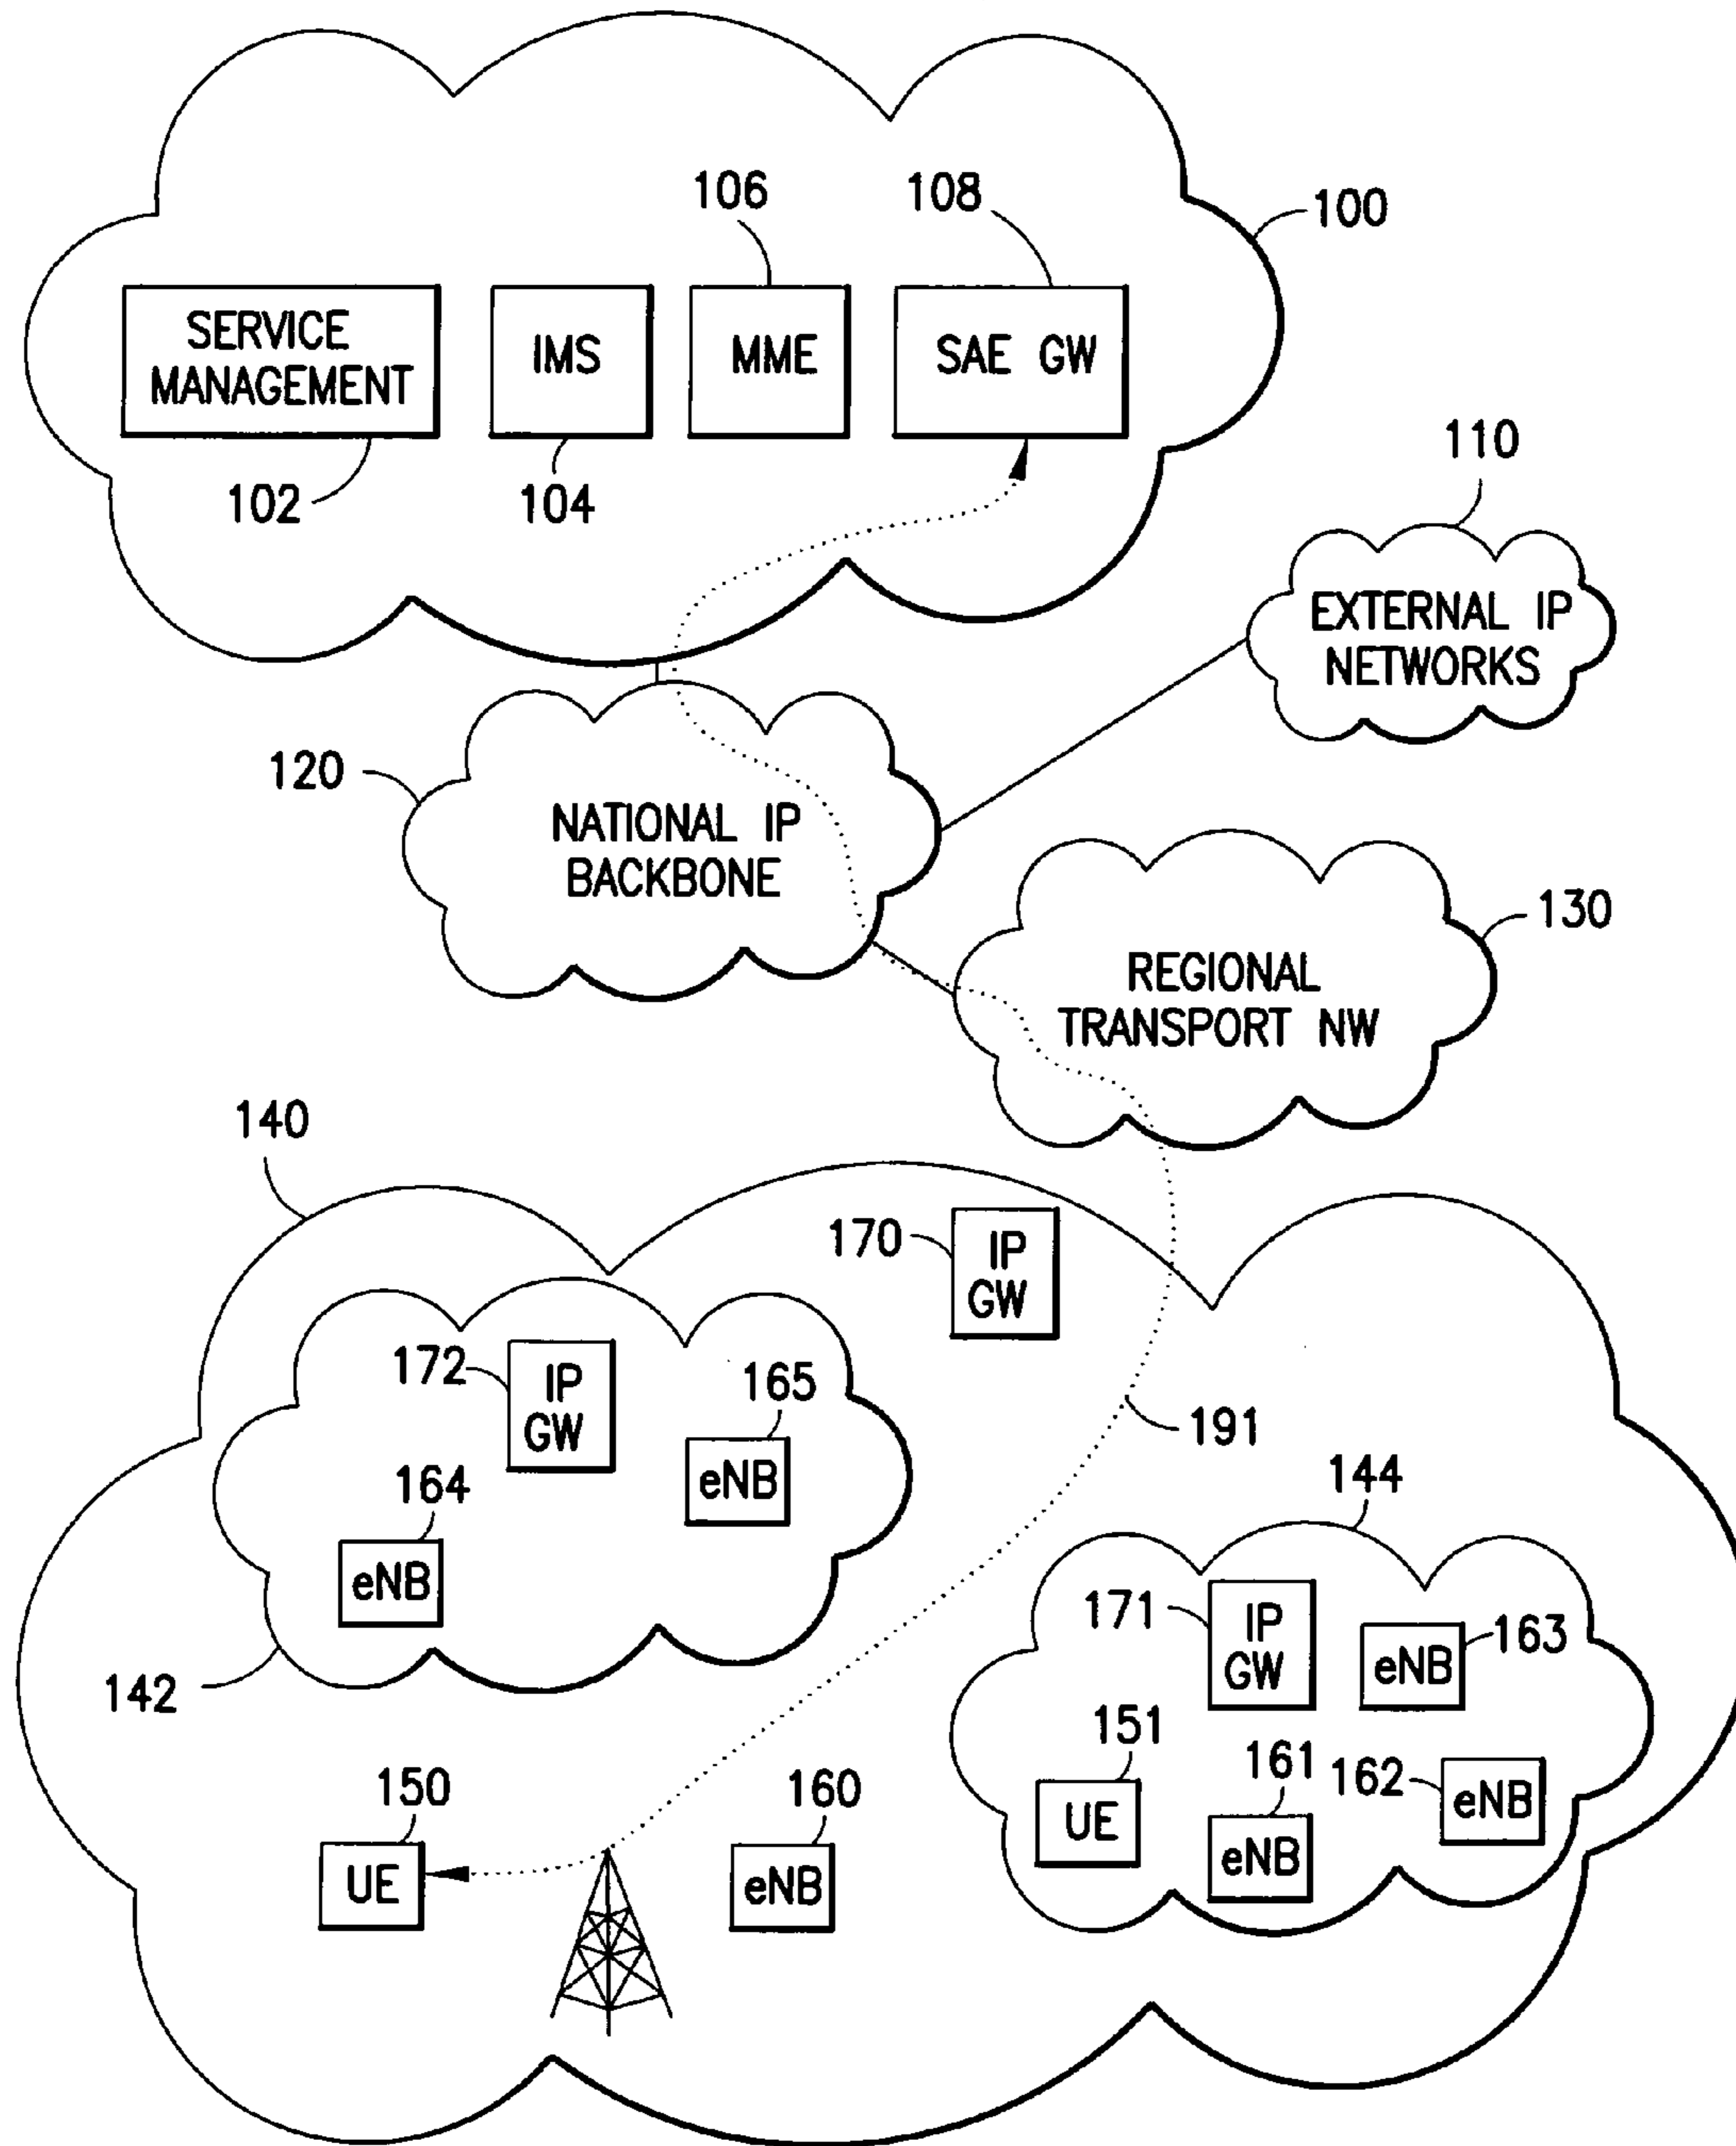 106
108
100
SERVICE
MANAGEMENT
IMS
MME
SAE GW
102
104
110
EXTERNAL IP
NETWORKS
120
NATIONAL IP
BACKBONE
130
REGIONAL
TRANSPORT NW
140
170
IP
GW
172
IP
GW
165
eNB
191
164
eNB
144
171
IP
GW
163
eNB
142
151
UE
161
eNB
162
eNB
150
UE
160
eNB